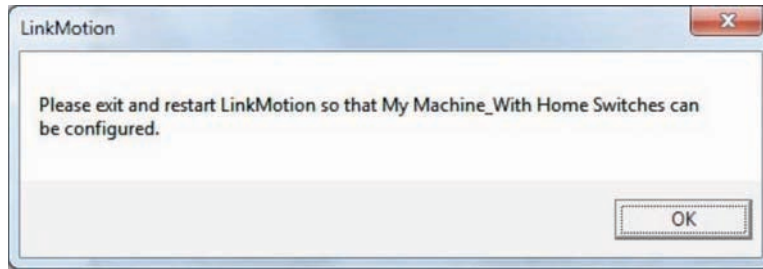 LinkMotion
Please exit and restart LinkMotion so that My Machine_With Home Switches can
be configured.
OK